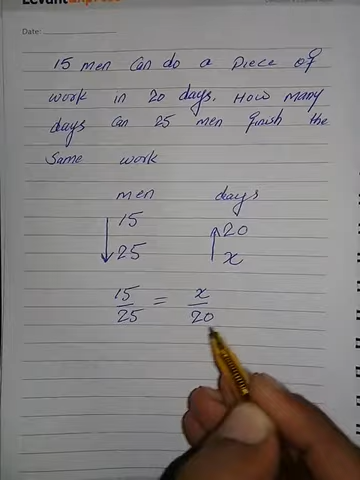 Date:
15 men can do a piece of
work in 20 days. How many
days can 25 men finish the
same work
men days
15 20
25 x
15/25 = x/20